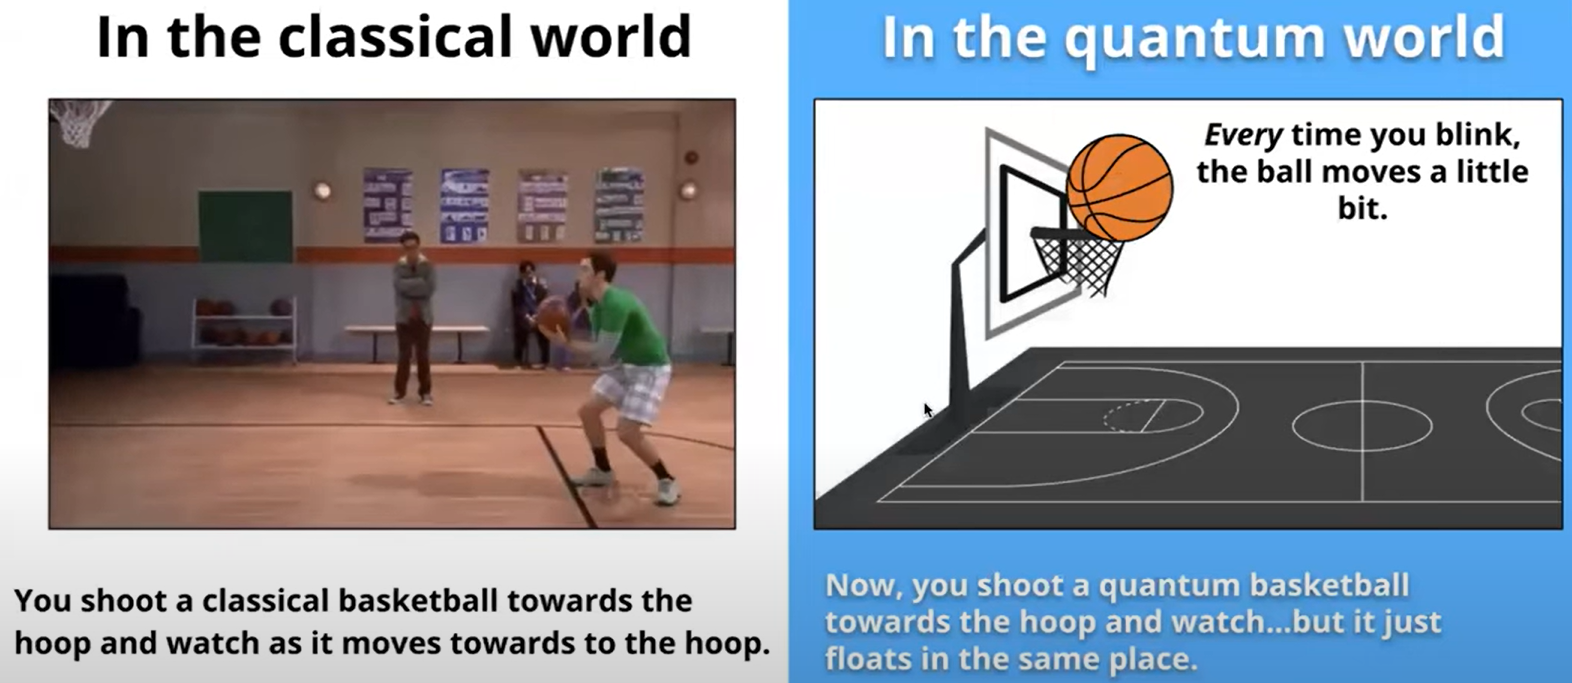 In the classical world
You shoot a classical basketball towards the
hoop and watch as it moves towards to the hoop.
In the quantum world
Every time you blink,
the ball moves a little
bit.
Now, you shoot a quantum basketball
towards the hoop and watch...but it just
floats in the same place.